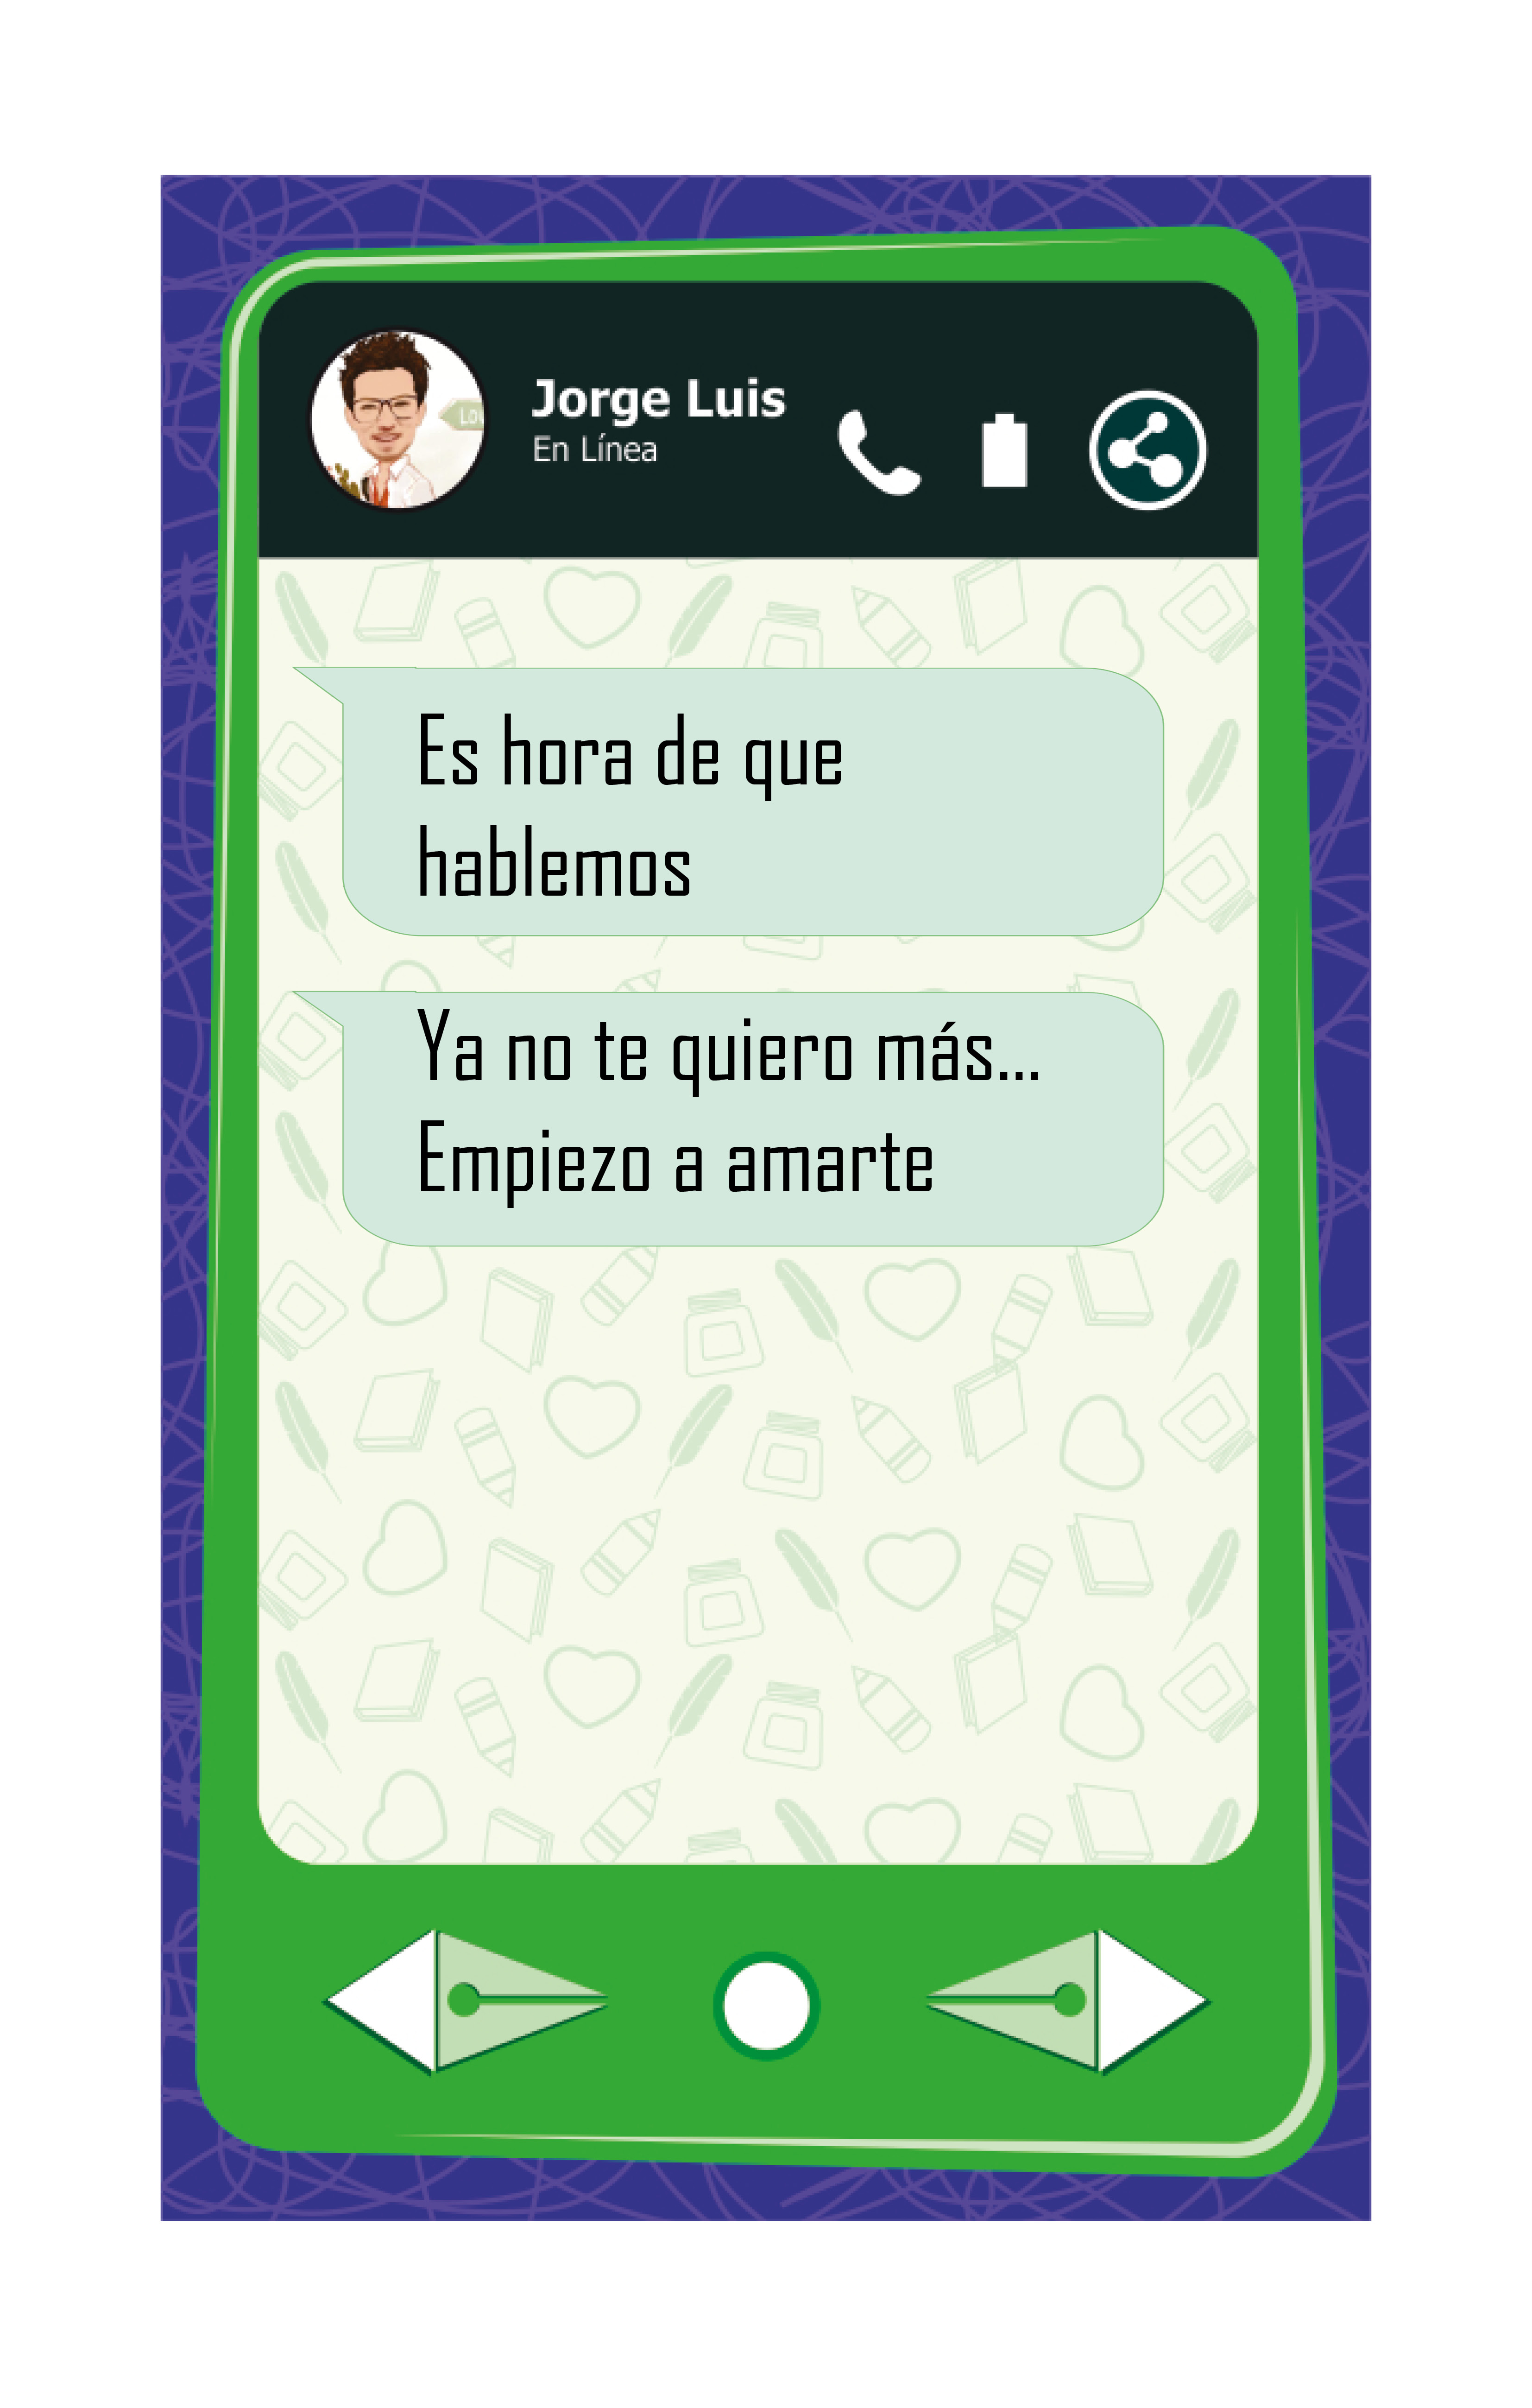 Jorge Luis
En Línea
Es hora de que
hablemos
Ya no te quiero más...
Empiezo a amarte